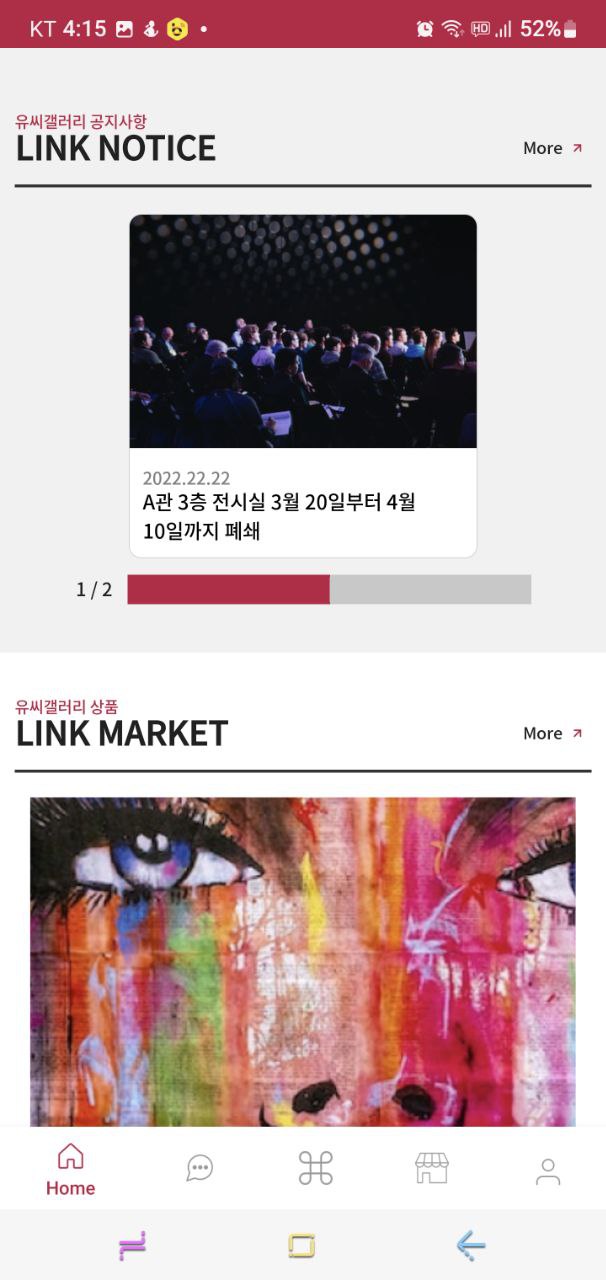 KT 4:15
HD 52%
유씨갤러리 공지사항
LINK NOTICE
More
2022.22.22
A관 3층 전시실 3월 20일부터 4월
10일까지 폐쇄
1 / 2
유씨갤러리 상품
LINK MARKET
More
Home